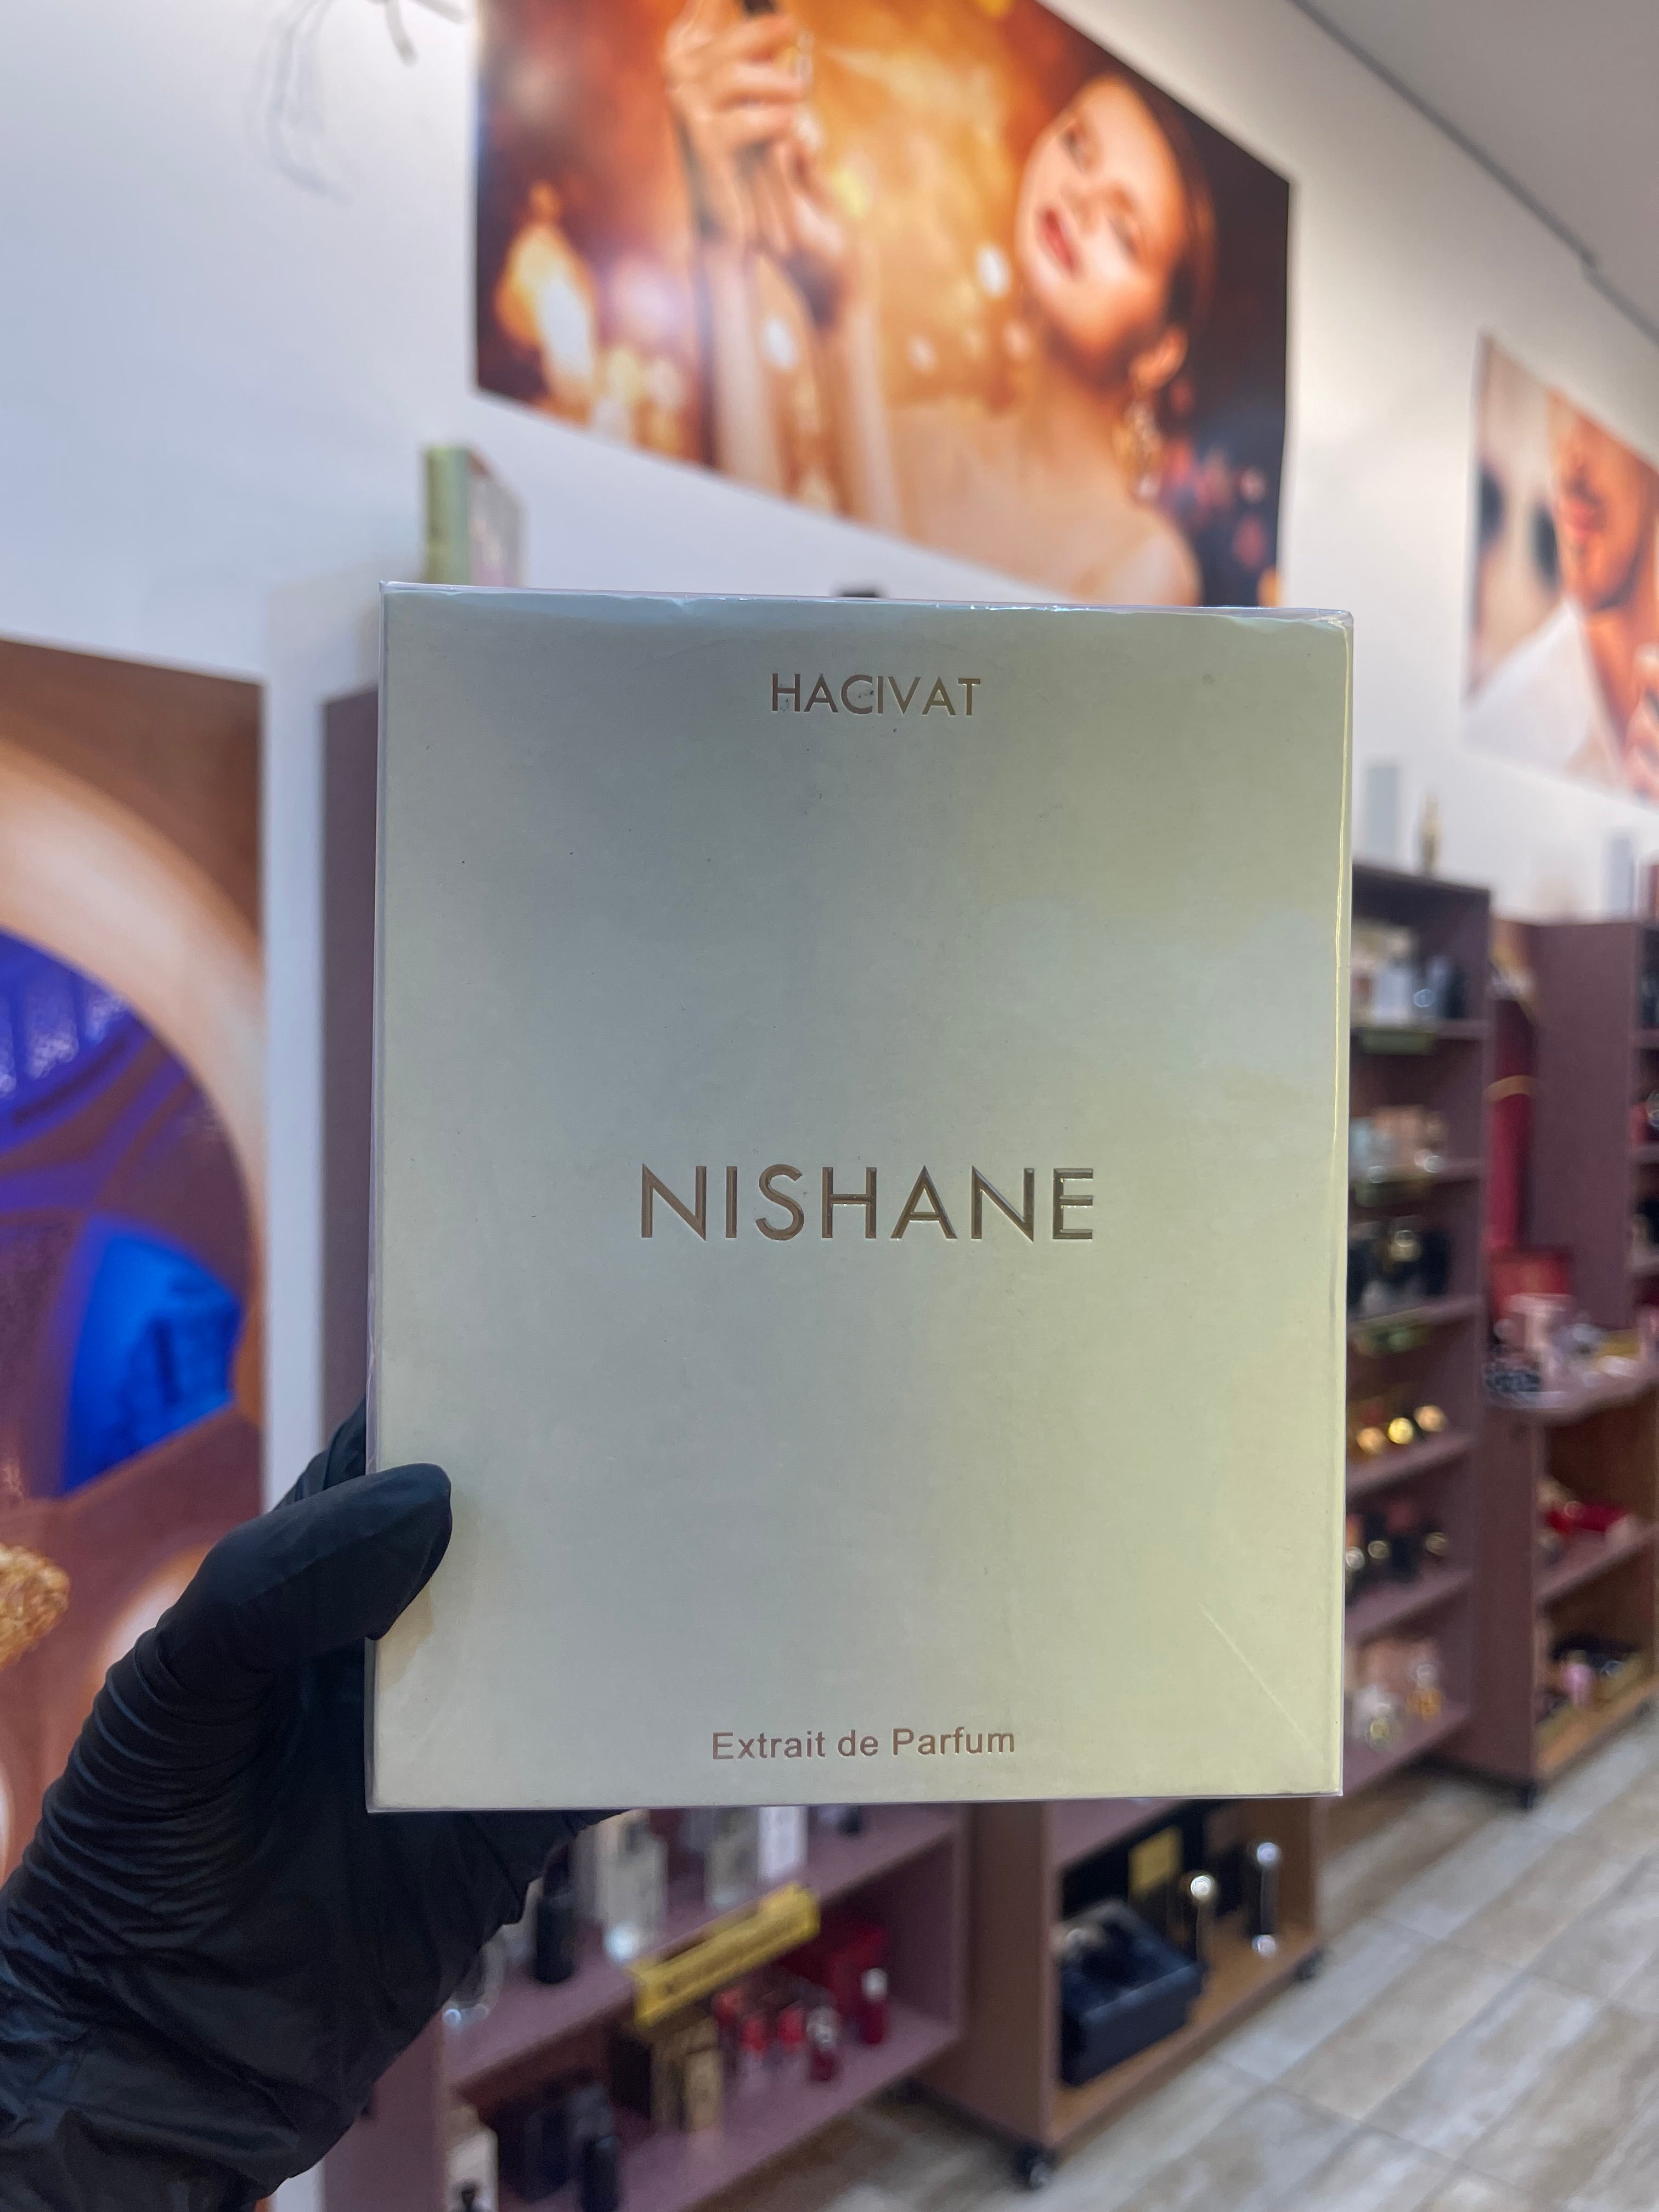 HACIVAT
NISHANE
Extrait de Parfum